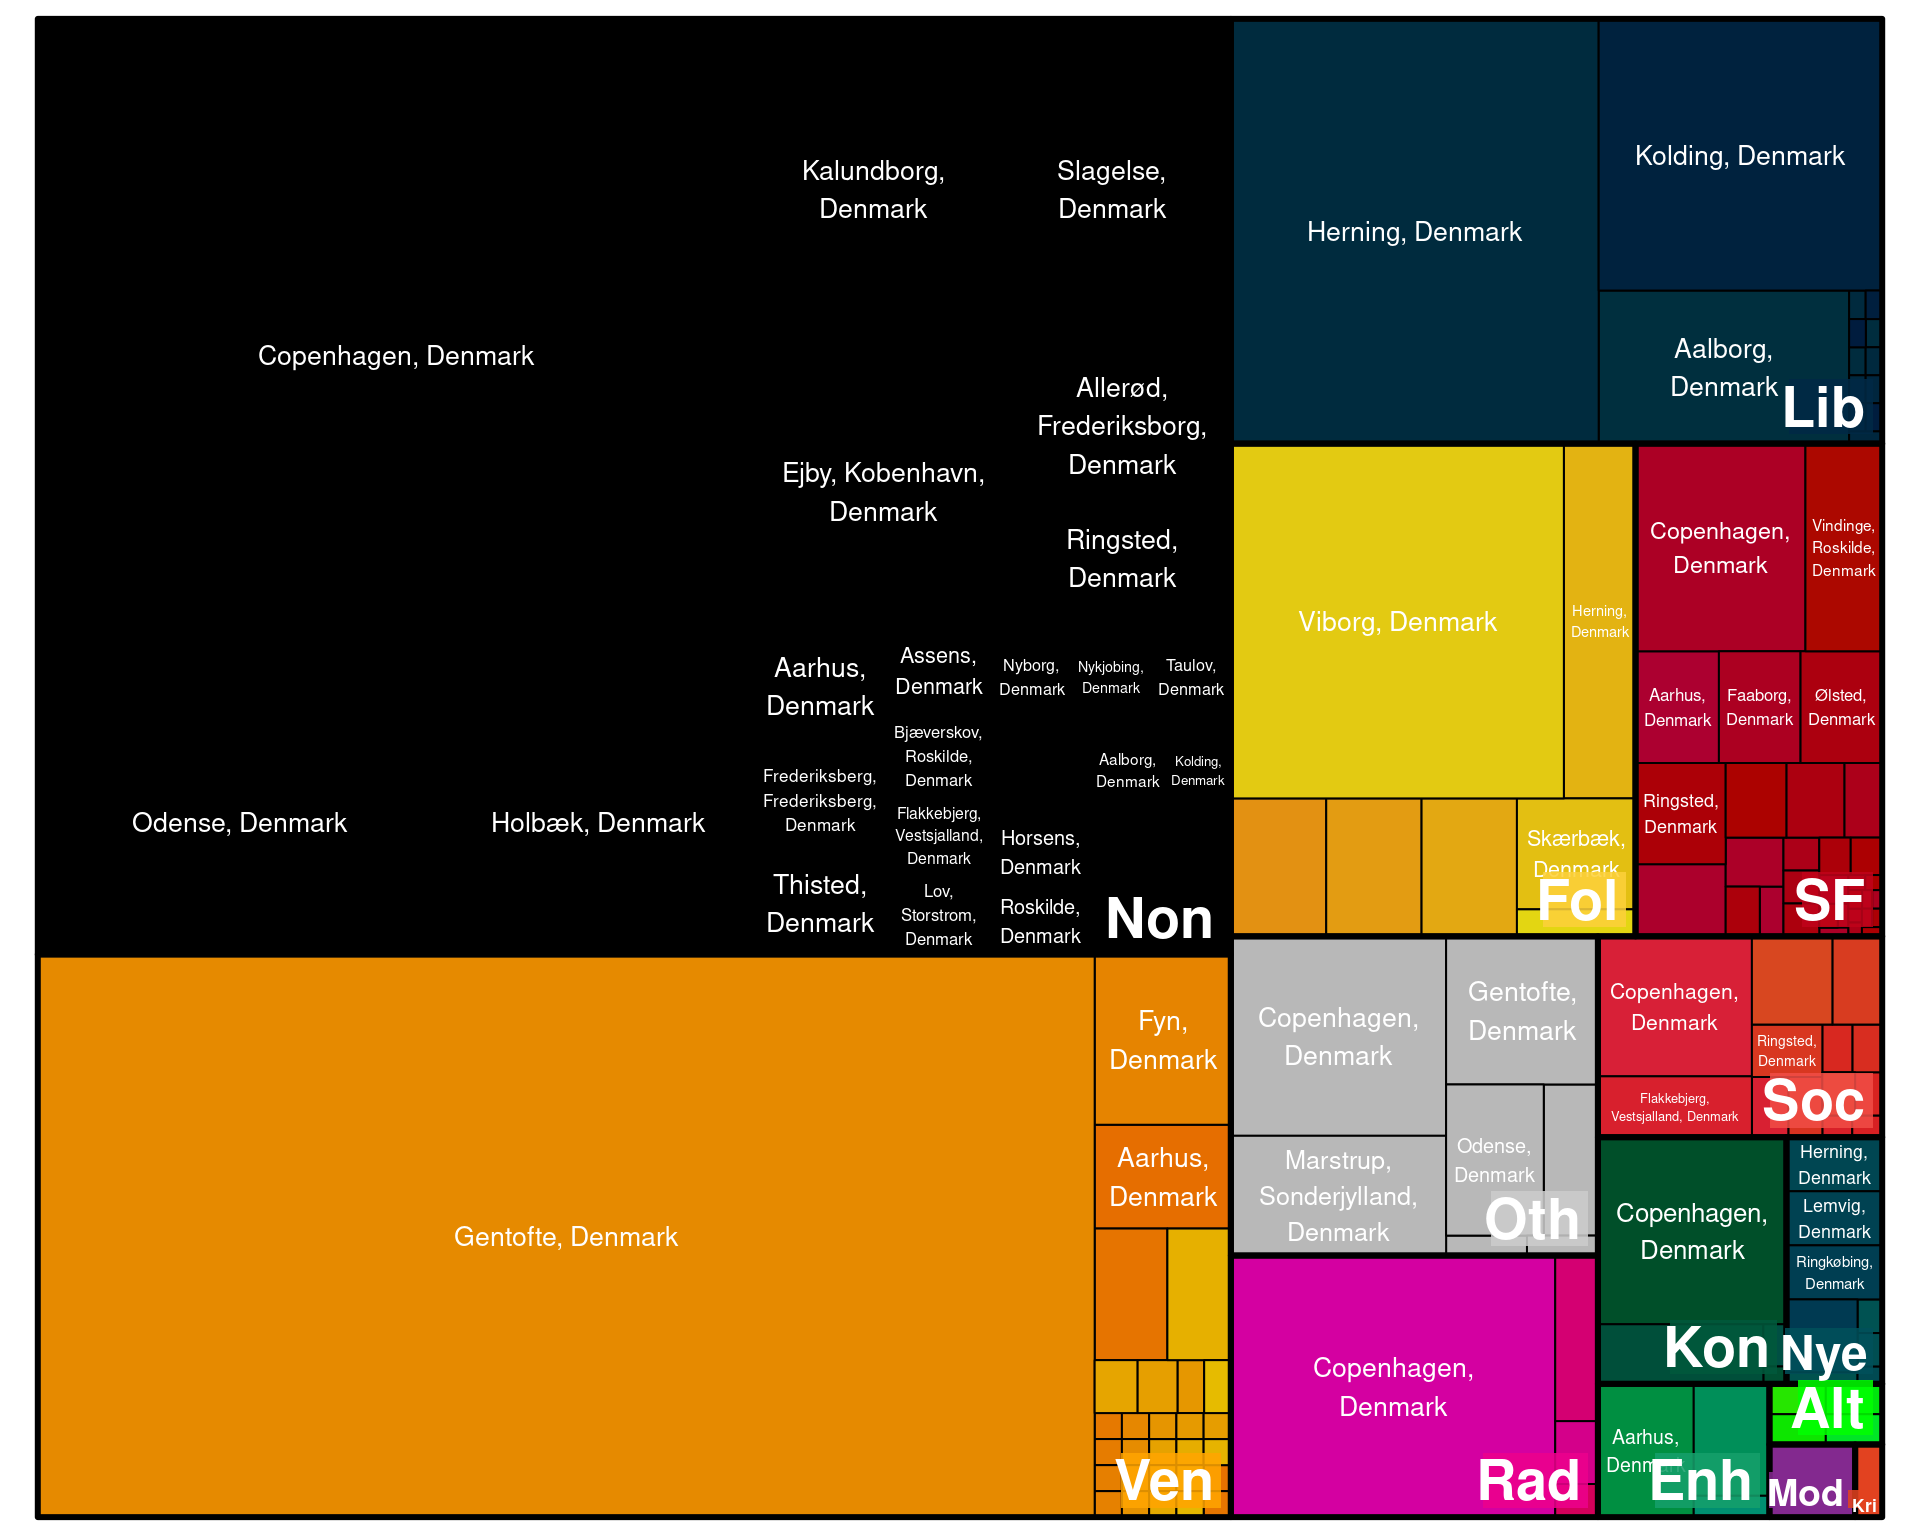 Copenhagen, Denmark
Kalundborg,
Denmark
Slagelse,
Denmark
Ejby, Kobenhavn,
Denmark
Allerød,
Frederiksborg,
Denmark
Ringsted,
Denmark
Odense, Denmark
Holbæk, Denmark
Aarhus,
Denmark
Frederiksberg,
Frederiksberg,
Denmark
Thisted,
Denmark
Assens,
Denmark
Bjæverskov,
Roskilde,
Denmark
Flakkebjerg,
Vestsjalland,
Denmark
Lov,
Storstrom,
Denmark
Nyborg,
Denmark
Nykjobing,
Denmark
Taulov,
Denmark
Aalborg,
Denmark
Kolding,
Denmark
Horsens,
Denmark
Roskilde,
Denmark
Non
Herning, Denmark
Kolding, Denmark
Aalborg,
Denmark
Lib
Viborg, Denmark
Herning,
Denmark
Skærbæk,
Denmark
Fol
Copenhagen,
Denmark
Vindinge,
Roskilde,
Denmark
Aarhus,
Denmark
Faaborg,
Denmark
Ølsted,
Denmark
Ringsted,
Denmark
SF
Gentofte, Denmark
Fyn,
Denmark
Aarhus,
Denmark
Ven
Copenhagen,
Denmark
Gentofte,
Denmark
Marstrup,
Sonderjylland,
Denmark
Odense,
Denmark
Oth
Copenhagen,
Denmark
Ringsted,
Denmark
Flakkebjerg,
Vestsjalland, Denmark
Soc
Copenhagen,
Denmark
Kon
Herning,
Denmark
Lemvig,
Denmark
Ringkøbing,
Denmark
Nye
Copenhagen,
Denmark
Rad
Aarhus,
Denmark
Enh
Alt
Mod
Kri